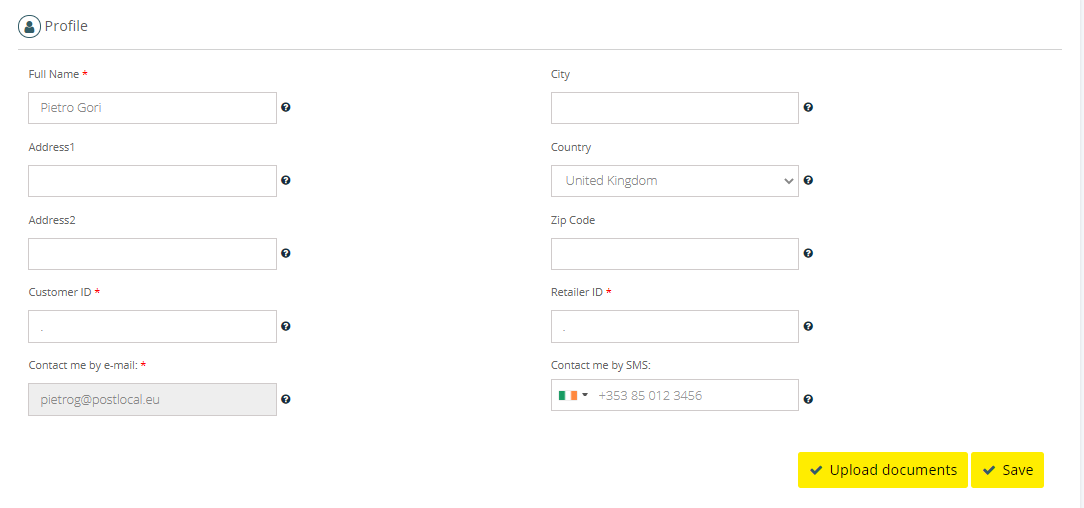 Profile
Full Name *
City
Pietro Gori
Address1
Country
United Kingdom
Address2
Zip Code
Customer ID *
Retailer ID *
.
.
Contact me by e-mail: *
Contact me by SMS:
pietrog@postlocal.eu
+353 85 012 3456
Upload documents
Save